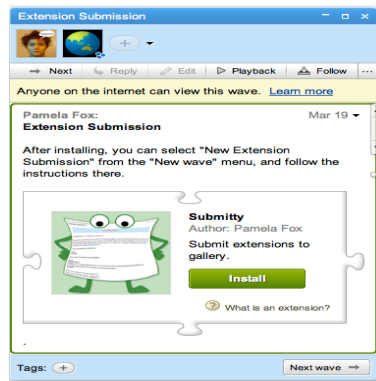 Extension Submission
Next Reply Edit Playback Follow ...
Anyone on the internet can view this wave. Learn more
Pamela Fox: Mar 19
Extension Submission
After installing, you can select "New Extension
Submission" from the "New wave" menu, and follow the
instructions there.
Submitty
Author: Pamela Fox
Submit extensions to
gallery.
Install
? What is an extension?
.
Tags: +
Next wave